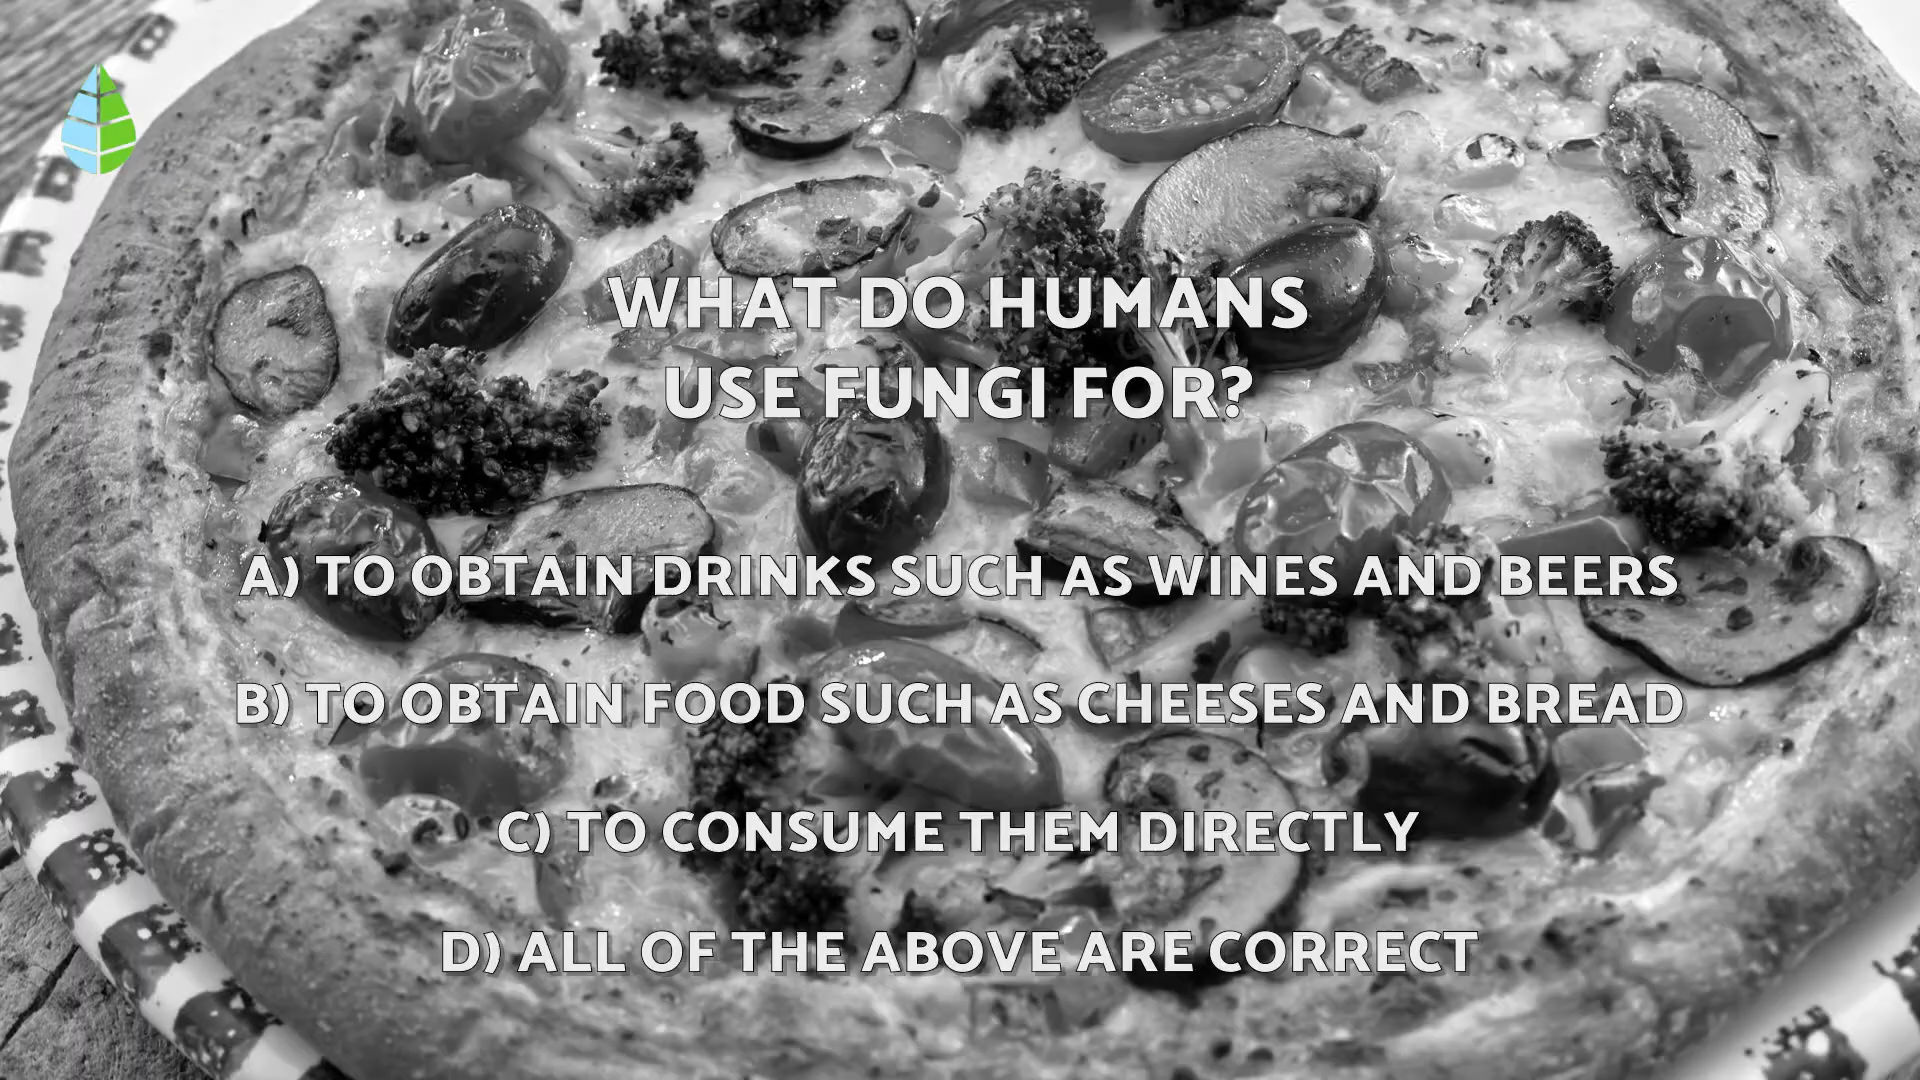 WHAT DO HUMANS
USE FUNGI FOR?
A) TO OBTAIN DRINKS SUCH AS WINES AND BEERS
B) TO OBTAIN FOOD SUCH AS CHEESES AND BREAD
C) TO CONSUME THEM DIRECTLY
D) ALL OF THE ABOVE ARE CORRECT